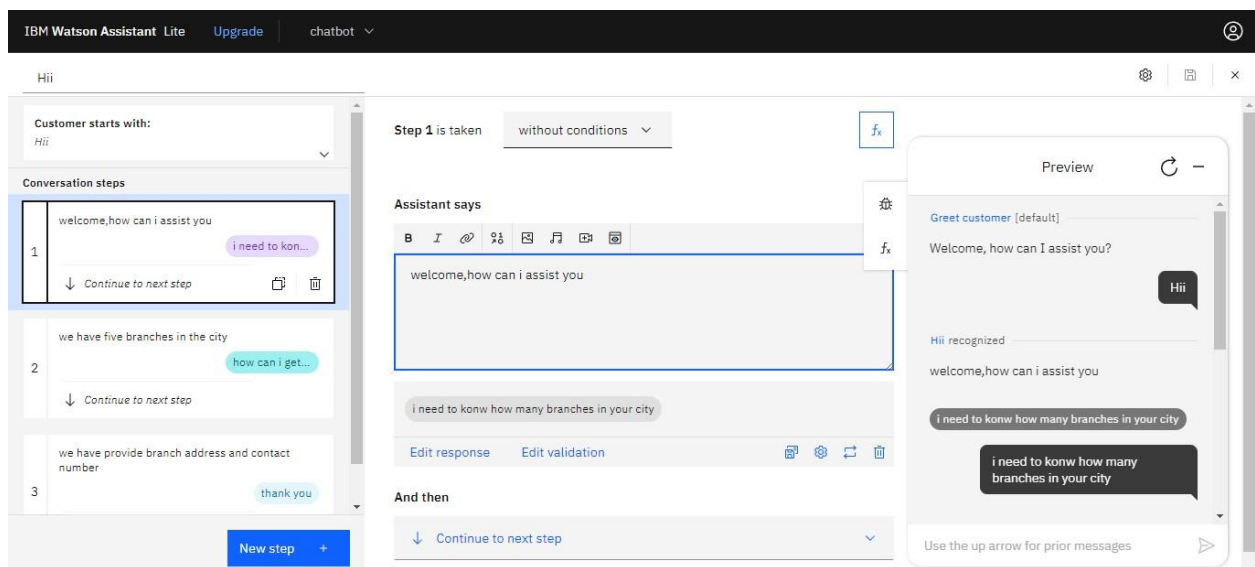 IBM Watson Assistant Lite Upgrade chatbot
Hii
Customer starts with:
Hii
Conversation steps
1
welcome,how can i assist you
i need to kon...
Continue to next step
2
we have five branches in the city
how can i get...
Continue to next step
3
we have provide branch address and contact
number
thank you
New step +
Step 1 is taken without conditions
fx
Assistant says
fx
B I
welcome,how can i assist you
i need to konw how many branches in your city
Edit response Edit validation
And then
Continue to next step
Preview
Greet customer [default]
Welcome, how can I assist you?
Hii
Hii recognized
welcome,how can i assist you
i need to konw how many branches in your city
i need to konw how many
branches in your city
Use the up arrow for prior messages